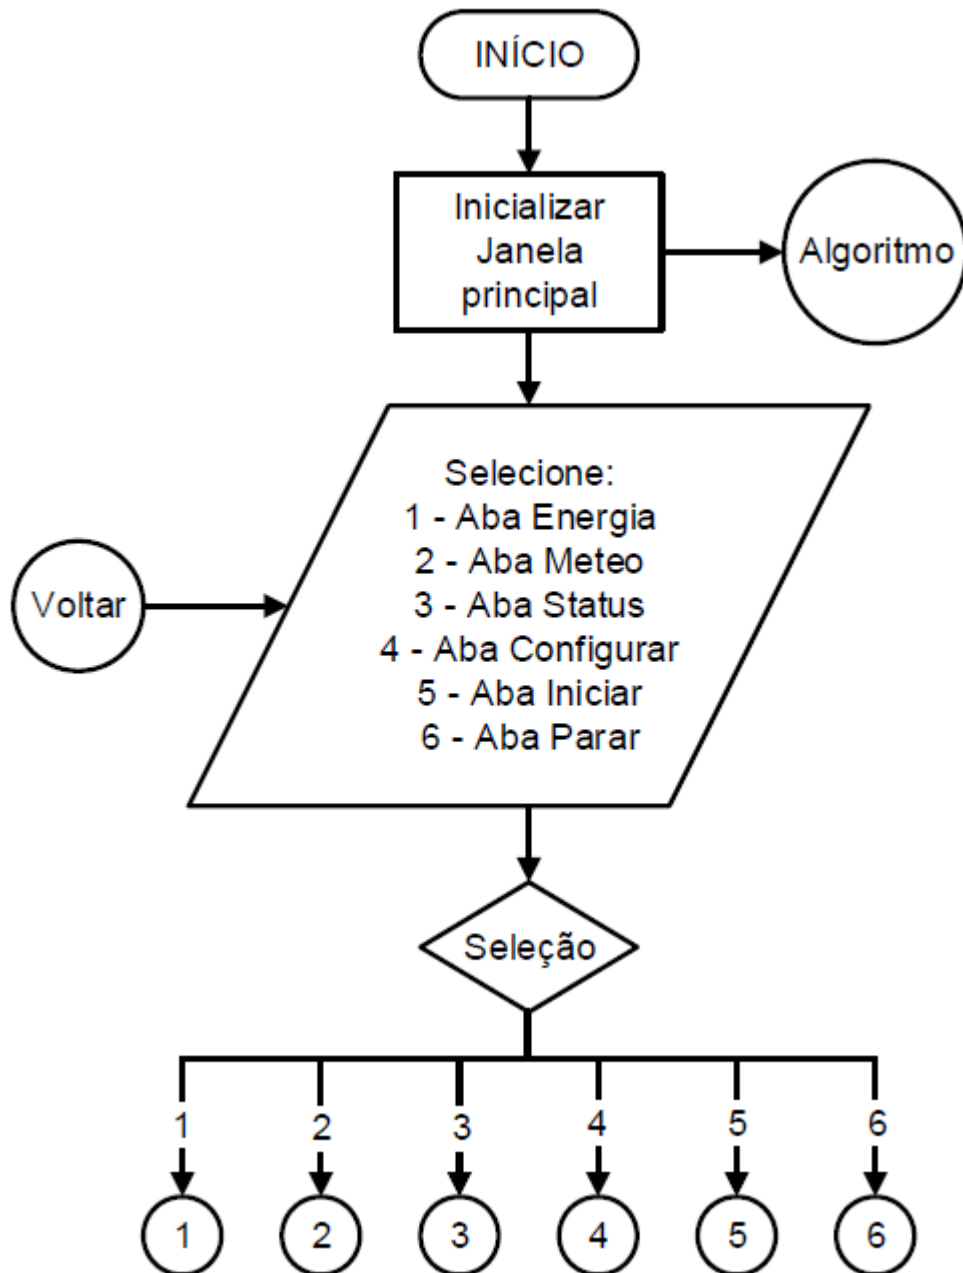 INÍCIO
Inicializar
Janela
principal
Algoritmo
Selecione:
1 - Aba Energia
2 - Aba Meteo
3 - Aba Status
4 - Aba Configurar
5 - Aba Iniciar
6 - Aba Parar
Voltar
Seleção
1 2 3 4 5 6
1 2 3 4 5 6